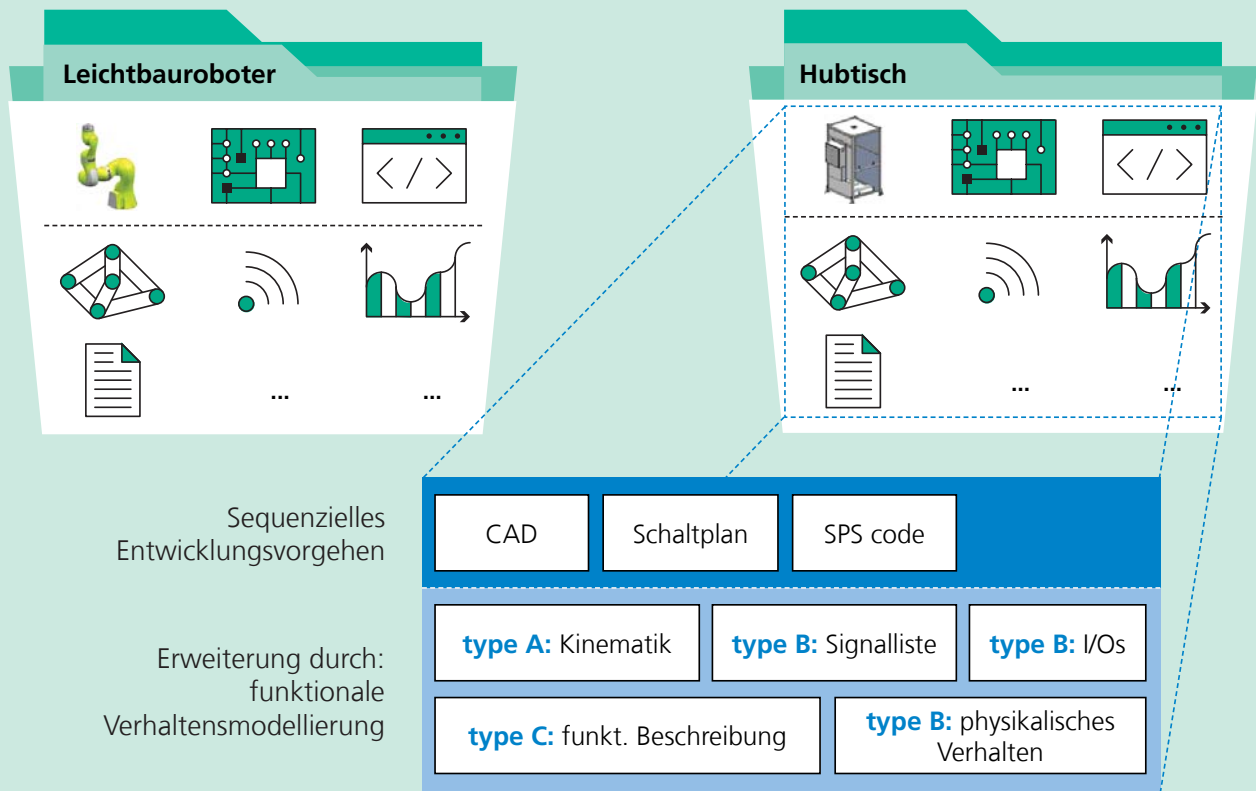 Leichtbauroboter
</>
...
...
Hubtisch
</>
...
...
Sequenzielles
Entwicklungsvorgehen
CAD
Schaltplan
SPS code
Erweiterung durch:
funktionale
Verhaltensmodellierung
type A: Kinematik
type B: Signalliste
type B: I/Os
type C: funkt. Beschreibung
type B: physikalisches
Verhalten